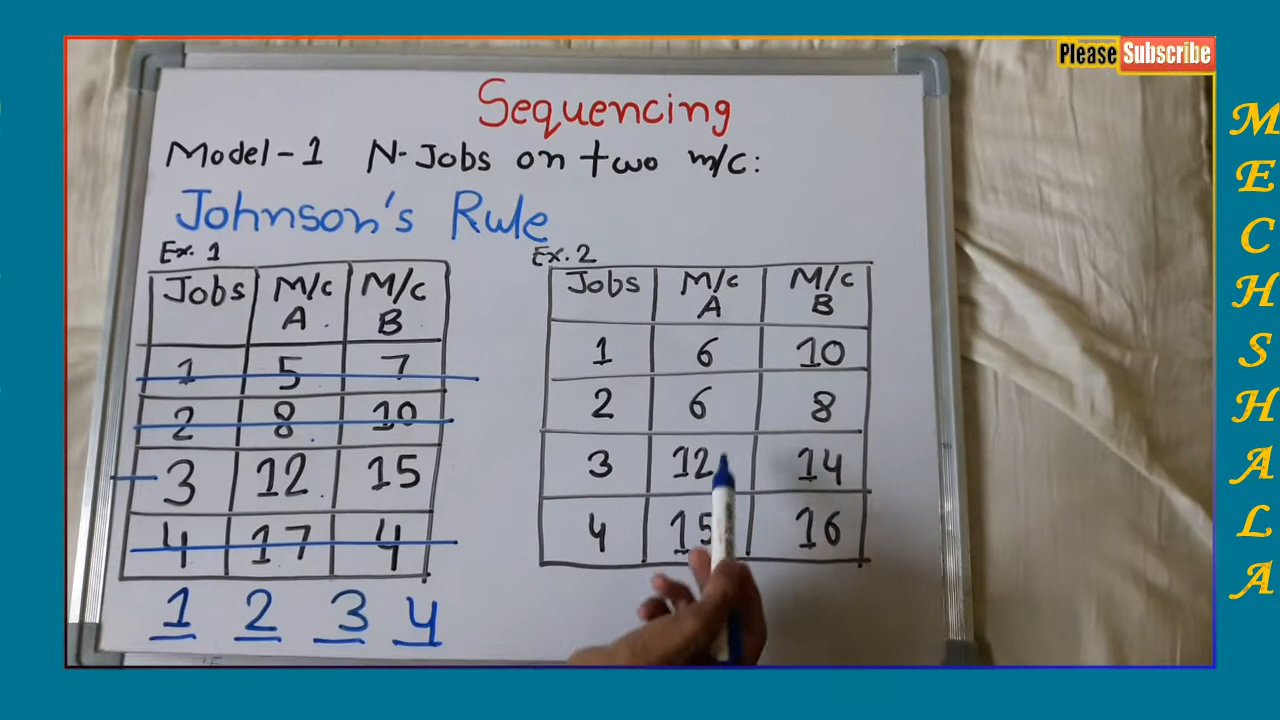 Please Subscribe
Sequencing
Model-1 N-Jobs on two m/c:
Johnson's Rule
Ex. 1
Jobs M/c A M/c B
1 5 7
2 8 10
3 12 15
4 17 4
1 2 3 4
Ex. 2
Jobs M/c A M/c B
1 6 10
2 6 8
3 12 14
4 15 16
MECHSHALA